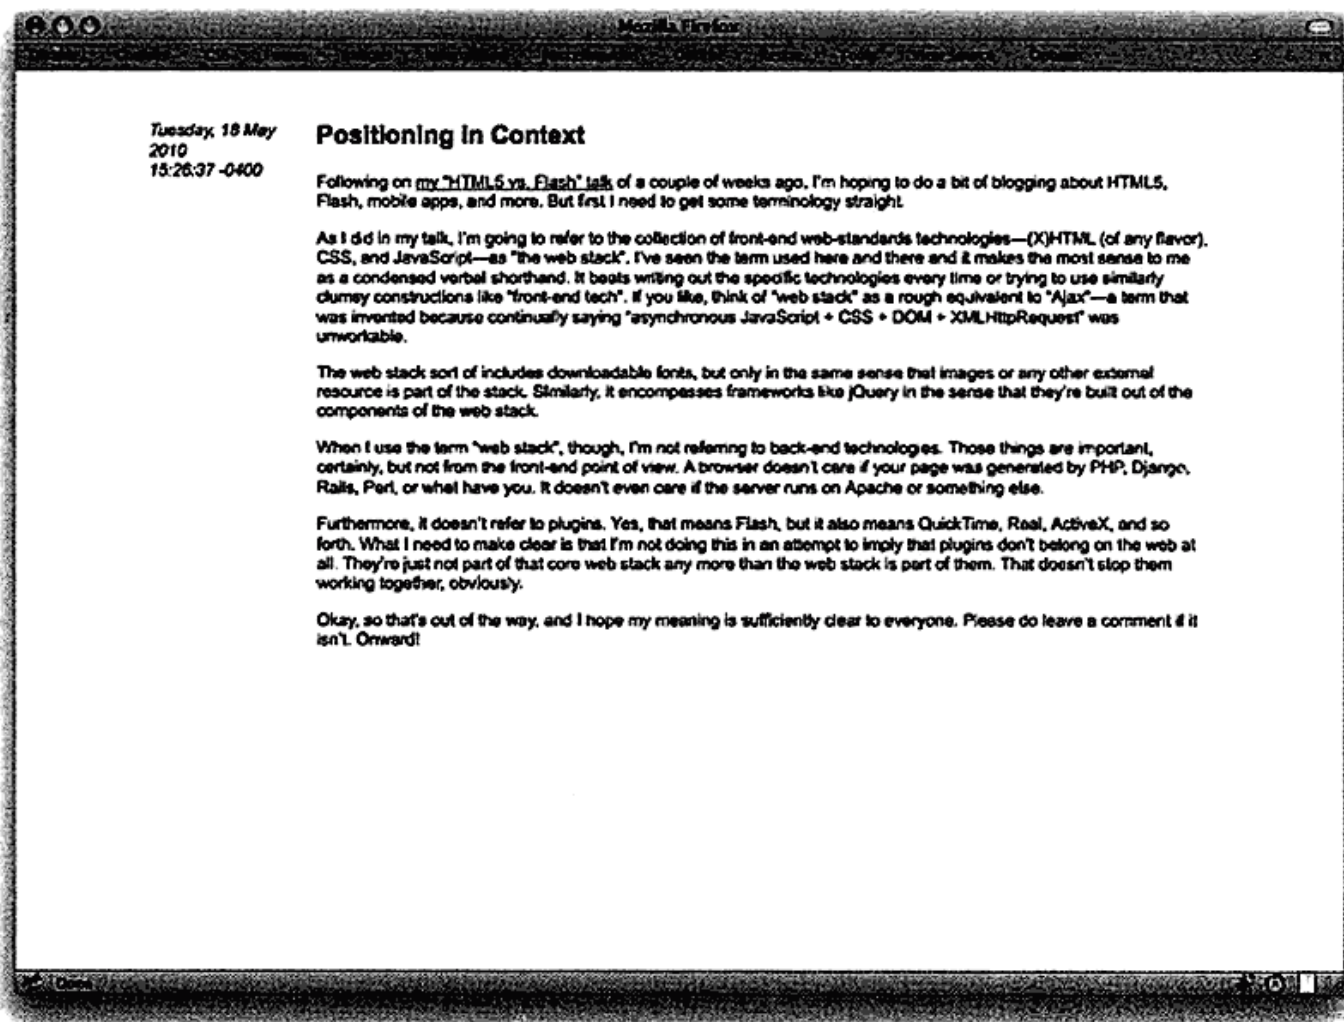 Mozilla Firefox
Tuesday, 18 May
2010
15:26:37 -0400
Positioning in Context
Following on my "HTML5 vs. Flash" talk of a couple of weeks ago, I'm hoping to do a bit of blogging about HTML5,
Flash, mobile apps, and more. But first I need to get some terminology straight.
As I did in my talk, I'm going to refer to the collection of front-end web-standards technologies—(X)HTML (of any flavor),
CSS, and JavaScript—as "the web stack". I've seen the term used here and there and it makes the most sense to me
as a condensed verbal shorthand. It beats writing out the specific technologies every time or trying to use similarly
clumsy constructions like "front-end tech". If you like, think of "web stack" as a rough equivalent to "Ajax"—a term that
was invented because continually saying "asynchronous JavaScript + CSS + DOM + XMLHttpRequest" was
unworkable.
The web stack sort of includes downloadable fonts, but only in the same sense that images or any other external
resource is part of the stack. Similarly, it encompasses frameworks like jQuery in the sense that they're built out of the
components of the web stack.
When I use the term "web stack", though, I'm not referring to back-end technologies. Those things are important,
certainly, but not from the front-end point of view. A browser doesn't care if your page was generated by PHP, Django,
Rails, Perl, or what have you. It doesn't even care if the server runs on Apache or something else.
Furthermore, it doesn't refer to plugins. Yes, that means Flash, but it also means QuickTime, Real, ActiveX, and so
forth. What I need to make clear is that I'm not doing this in an attempt to imply that plugins don't belong on the web at
all. They're just not part of that core web stack any more than the web stack is part of them. That doesn't stop them
working together, obviously.
Okay, so that's out of the way, and I hope my meaning is sufficiently clear to everyone. Please do leave a comment if it
isn't. Onward!
Done